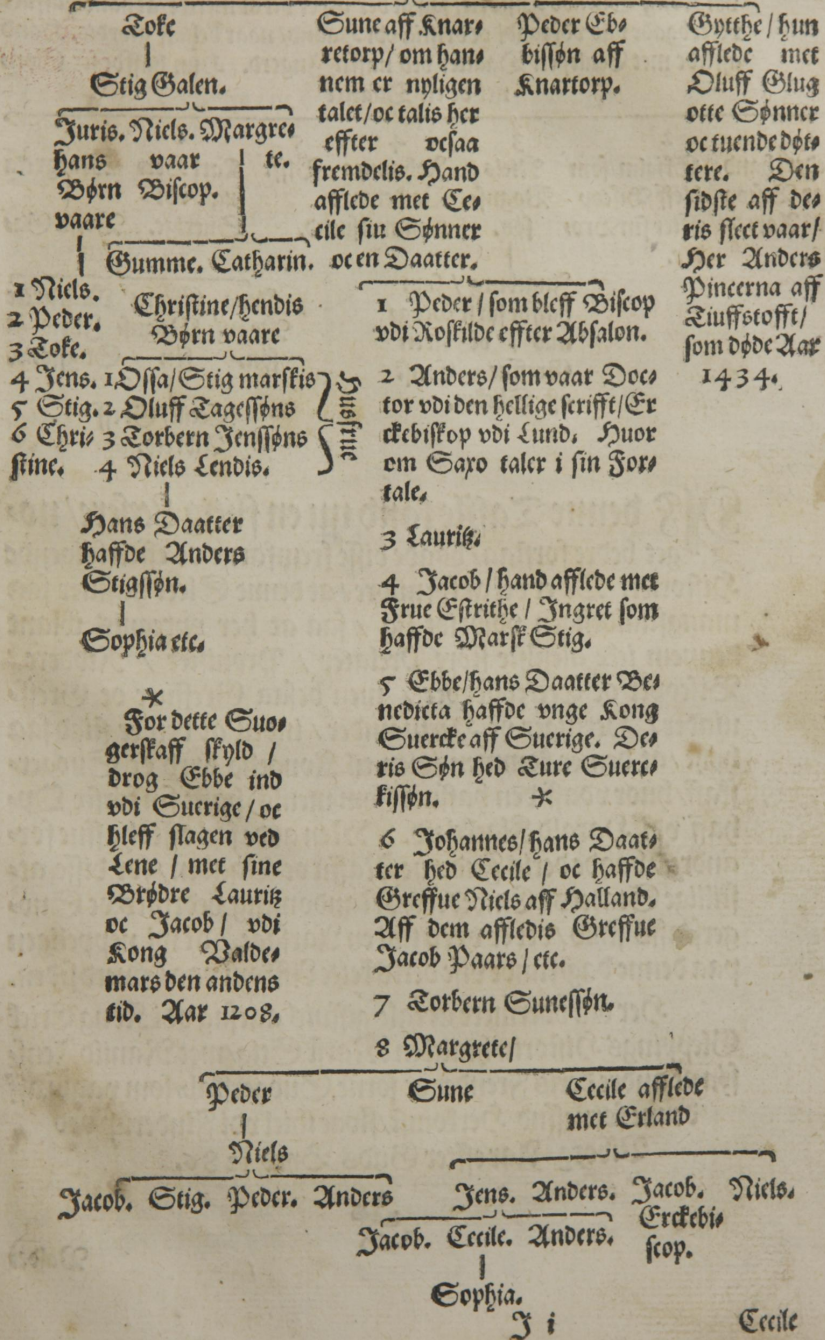 Toke
Stig Galen.
Juris. Niels. Margre-
hans vaar te.
Børn Biscop.
vaare
Gumme. Catharin.
1 Niels.
2 Peder.
3 Toke.
4 Jens.
5 Stig.
6 Chri-
stine.
Christine/hendis
Børn vaare
1 Offa/Stig marskis
2 Oluff Tagessøns
3 Torbern Jenssøns
4 Niels Lendis.
Hans Daatter
haffde Anders
Stigssøn.
Sophia etc.
*
For dette Suo-
gerskaff skyld /
drog Ebbe ind
vdi Suerige/ oc
bleff slagen ved
Lene / met sine
Brødre Lauritz
oc Jacob/ vdi
Kong Valde-
mars den andens
tid. Aar 1208.
Sune aff Knar-
retorp/ om han-
nem er nyligen
talet/oc talis her
effter ocsaa
fremdelis. Hand
afflede met Ce-
cile siu Sønner
oc en Daatter.
1 Peder / som bleff Biscop
vdi Roskilde effter Absalon.
2 Anders/ som vaar Doc-
tor vdi den hellige scrifft/Er
ckebiskop vdi Lund. Huor
om Saxo taler i sin For-
tale.
3 Lauritz.
4 Jacob / hand afflede met
Frue Estrithe / Ingret som
haffde Marsk Stig.
5 Ebbe/hans Daatter Be-
nedicta haffde vnge Kong
Suercke aff Suerige. De-
ris Søn hed Ture Suerc-
kissøn. *
6 Johannes/hans Daat-
ter hed Cecile / oc haffde
Greffue Niels aff Halland.
Aff dem affledis Greffue
Jacob Paars / etc.
7 Torbern Sunessøn.
8 Margrete/
Peder Eb-
bissøn aff
Knartorp.
Gytthe / hun
afflede met
Oluff Glug
otte Sønner
oc tuende døt-
tere. Den
sidste aff de-
ris slect vaar/
Her Anders
Pincerna aff
Tiuffstofft/
som døde Aar
1434.
Peder Sune Cecile afflede
met Erland
Niels
Jacob. Stig. Peder. Anders Jens. Anders. Jacob. Niels.
Erckebi-
scop.
Jacob. Cecile. Anders.
Sophia.
J i Cecile